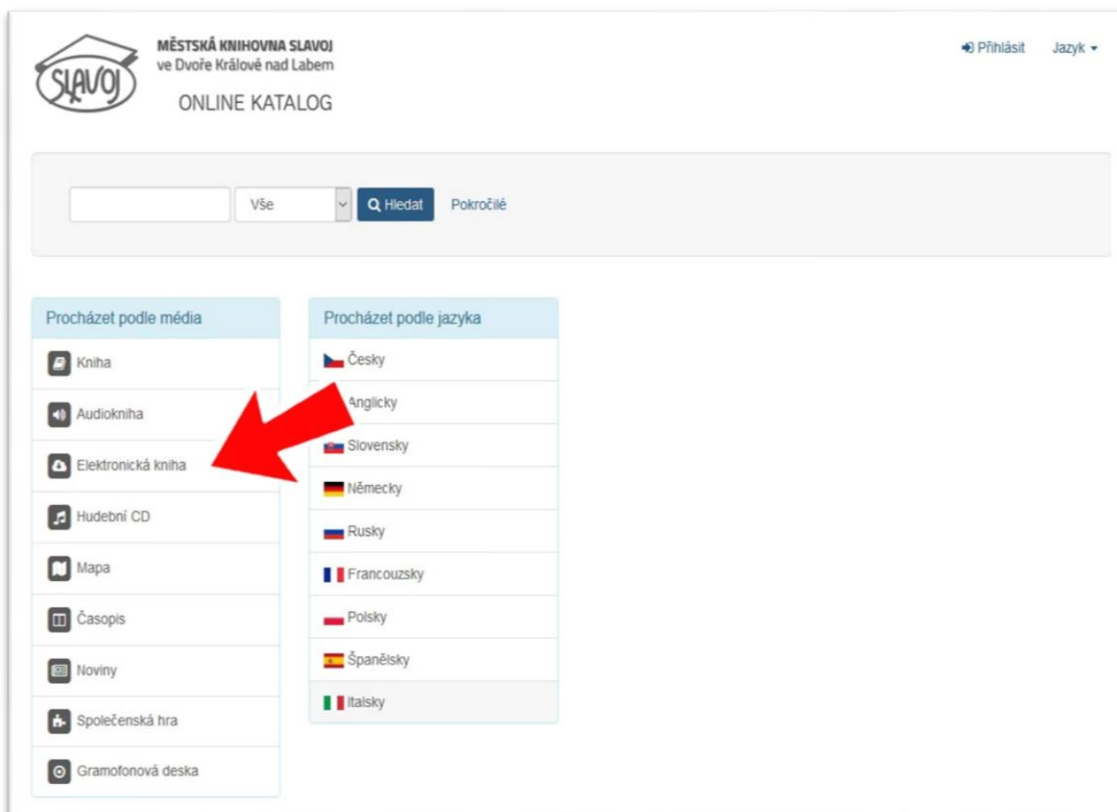 SLAVOJ
MĚSTSKÁ KNIHOVNA SLAVOJ
ve Dvoře Králové nad Labem
ONLINE KATALOG
Přihlásit Jazyk
Vše Hledat Pokročilé
Procházet podle média
Kniha
Audiokniha
Elektronická kniha
Hudební CD
Mapa
Časopis
Noviny
Společenská hra
Gramofonová deska
Procházet podle jazyka
Česky
Anglicky
Slovensky
Německy
Rusky
Francouzsky
Polsky
Španělsky
Italsky